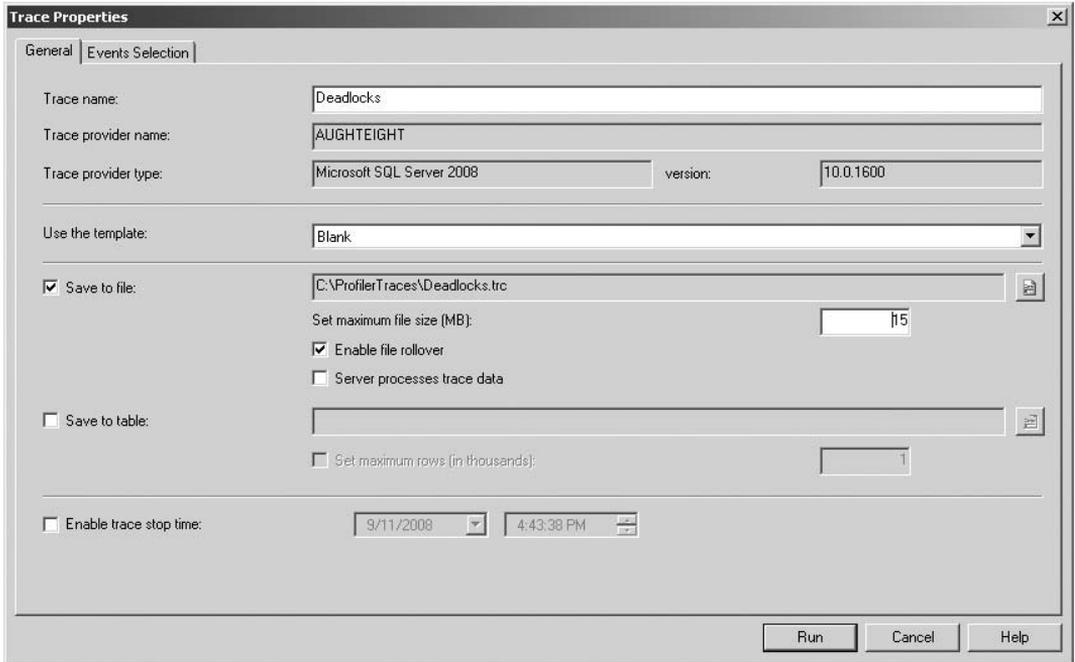 Trace Properties
General Events Selection
Trace name: Deadlocks
Trace provider name: AUGHTEIGHT
Trace provider type: Microsoft SQL Server 2008 version: 10.0.1600
Use the template: Blank
Save to file: C:\ProfilerTraces\Deadlocks.trc
Set maximum file size (MB): 15
Enable file rollover
Server processes trace data
Save to table:
Set maximum rows (in thousands): 1
Enable trace stop time: 9/11/2008 4:43:38 PM
Run Cancel Help